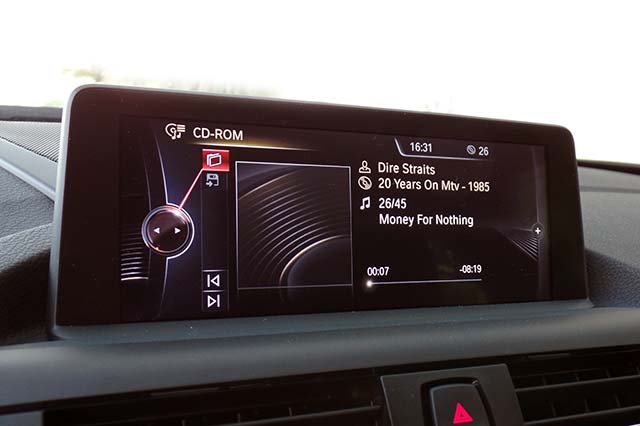 CD-ROM
16:31
26
Dire Straits
20 Years On Mtv - 1985
26/45
Money For Nothing
00:07
-08:19